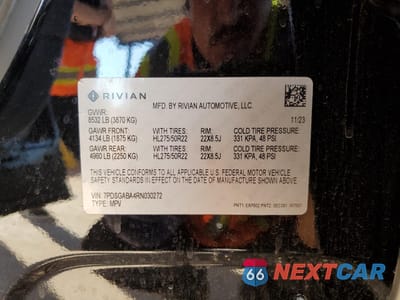 RIVIAN
MFD. BY RIVIAN AUTOMOTIVE, LLC.
GVWR:
8532 LB (3870 KG)
11/23
GAWR FRONT: WITH TIRES: RIM: COLD TIRE PRESSURE:
4134 LB (1875 KG) HL275/50R22 22X8.5J 331 KPA, 48 PSI
GAWR REAR: WITH TIRES: RIM: COLD TIRE PRESSURE:
4960 LB (2250 KG) HL275/50R22 22X8.5J 331 KPA, 48 PSI
THIS VEHICLE CONFORMS TO ALL APPLICABLE U.S. FEDERAL MOTOR VEHICLE
SAFETY STANDARDS IN EFFECT ON THE DATE OF MANUFACTURE SHOWN ABOVE.
VIN: 7PDSGABA4RN030272
TYPE: MPV
66 NEXTCAR